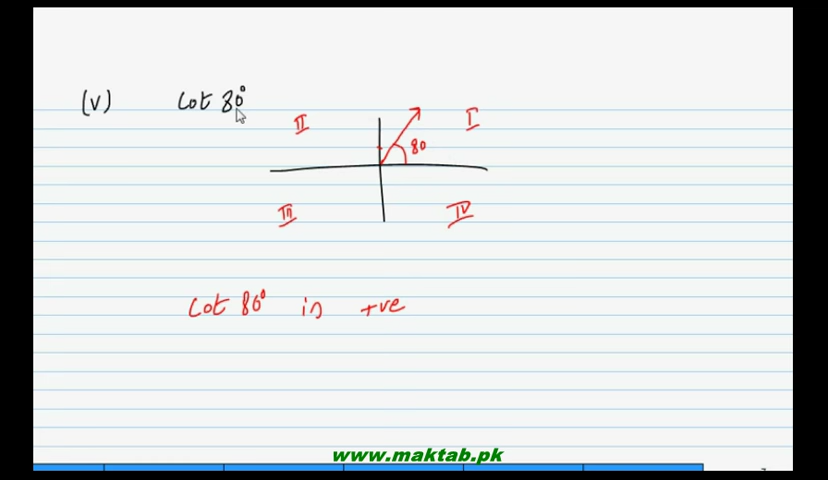 (v) Cot 80°
II I
80
III IV
Cot 80° is +ve
www.maktab.pk